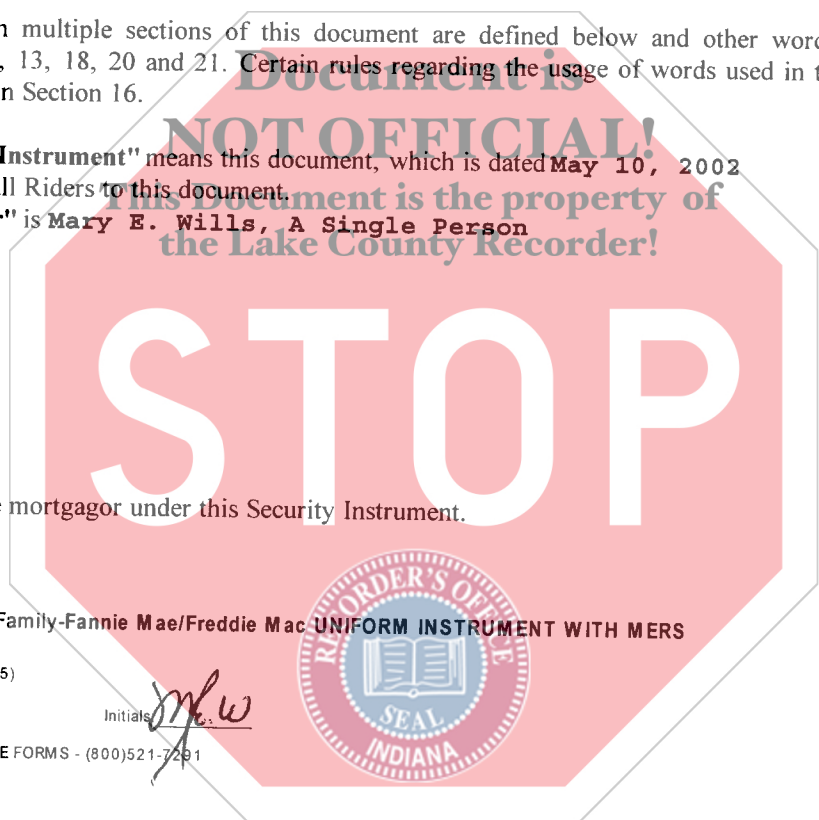 n multiple sections of this document are defined below and other word
, 13, 18, 20 and 21. Certain rules regarding the usage of words used in t
n Section 16.
Document is
NOT OFFICIAL!
This Document is the property of
the Lake County Recorder!
Instrument" means this document, which is dated May 10, 2002
ll Riders to this document.
" is Mary E. Wills, A Single Person
STOP
mortgagor under this Security Instrument.
Family-Fannie Mae/Freddie Mac UNIFORM INSTRUMENT WITH MERS
5)
Initials
E FORMS - (800)521-7291
RECORDER'S OFFICE
SEAL
INDIANA